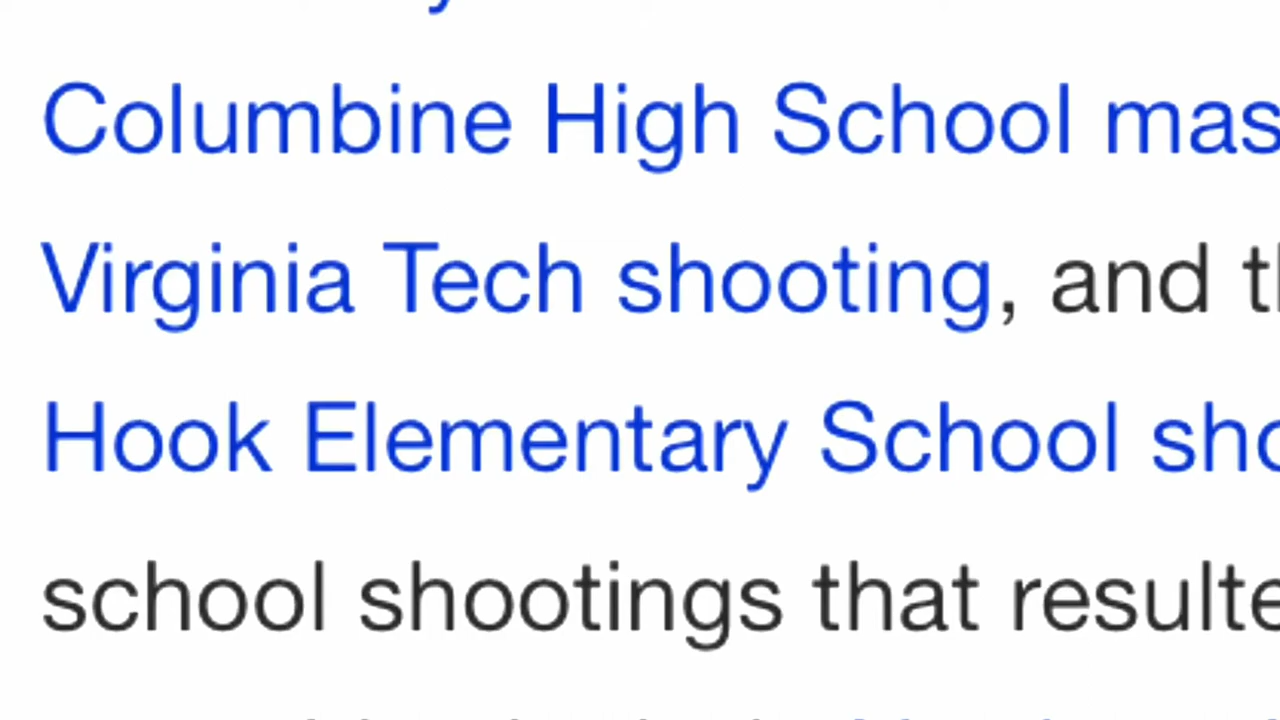 Columbine High School mas
Virginia Tech shooting, and th
Hook Elementary School sho
school shootings that resulte